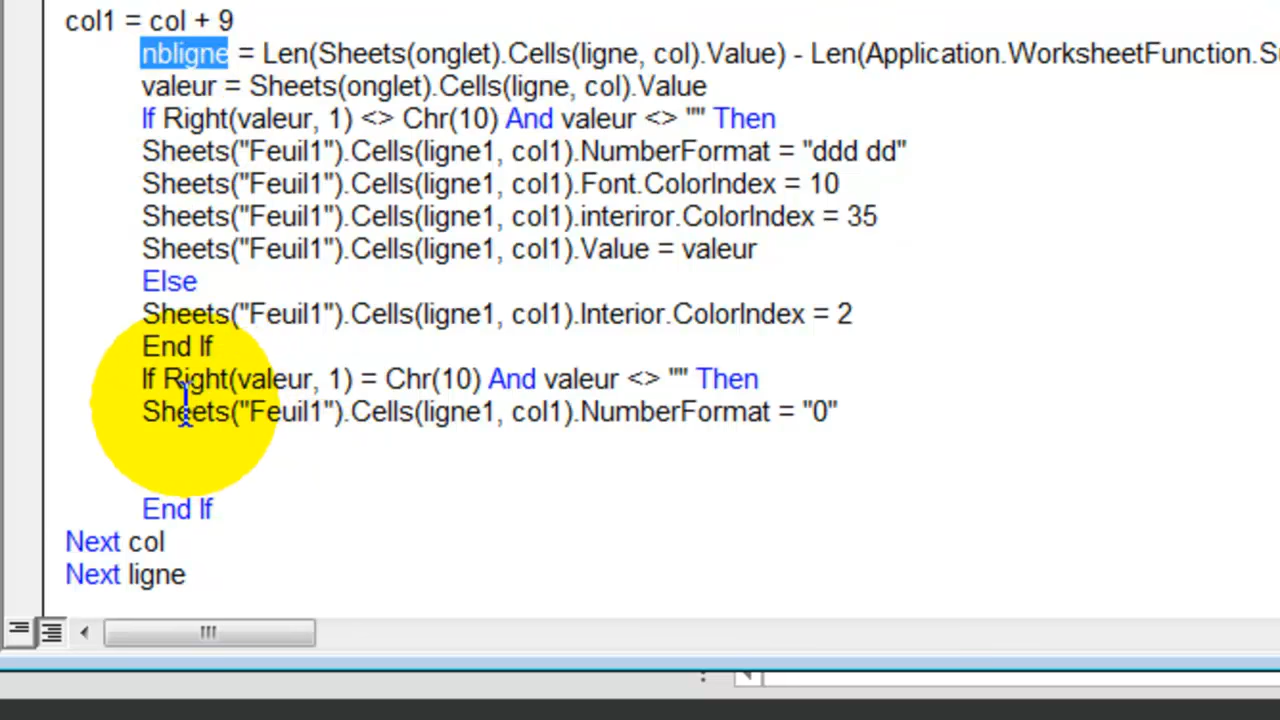 col1 = col + 9
nbligne = Len(Sheets(onglet).Cells(ligne, col).Value) - Len(Application.WorksheetFunction.Su
valeur = Sheets(onglet).Cells(ligne, col).Value
If Right(valeur, 1) <> Chr(10) And valeur <> "" Then
Sheets("Feuil1").Cells(ligne1, col1).NumberFormat = "ddd dd"
Sheets("Feuil1").Cells(ligne1, col1).Font.ColorIndex = 10
Sheets("Feuil1").Cells(ligne1, col1).interiror.ColorIndex = 35
Sheets("Feuil1").Cells(ligne1, col1).Value = valeur
Else
Sheets("Feuil1").Cells(ligne1, col1).Interior.ColorIndex = 2
End If
If Right(valeur, 1) = Chr(10) And valeur <> "" Then
Sheets("Feuil1").Cells(ligne1, col1).NumberFormat = "0"
End If
Next col
Next ligne